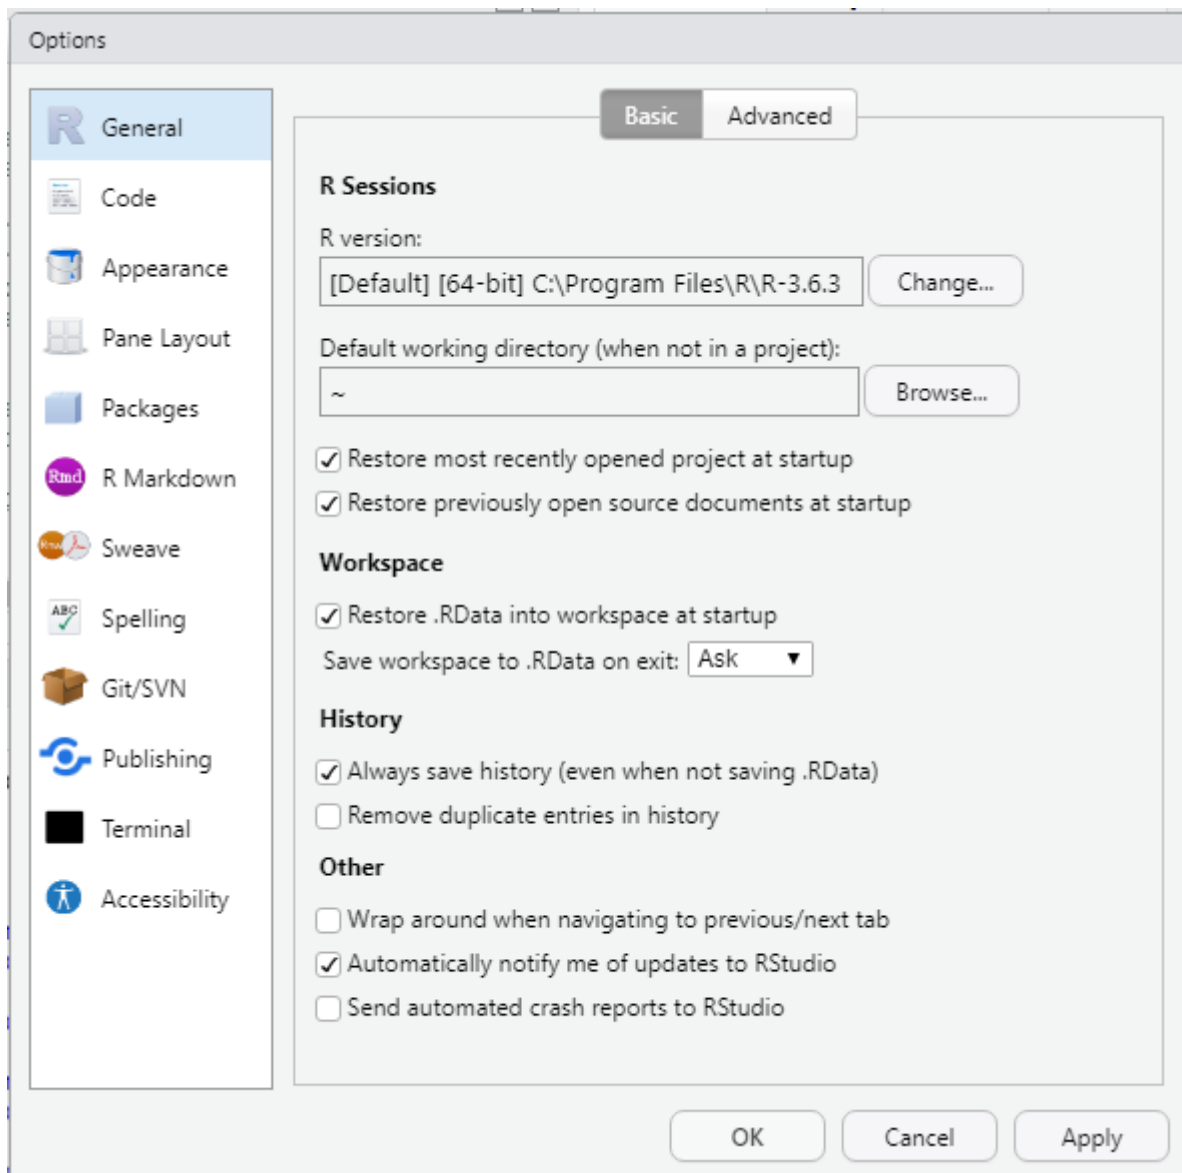 Options
General
Code
Appearance
Pane Layout
Packages
Rmd R Markdown
Sweave
ABC Spelling
Git/SVN
Publishing
Terminal
Accessibility
Basic Advanced
R Sessions
R version:
[Default] [64-bit] C:\Program Files\R\R-3.6.3 Change...
Default working directory (when not in a project):
~ Browse...
Restore most recently opened project at startup
Restore previously open source documents at startup
Workspace
Restore .RData into workspace at startup
Save workspace to .RData on exit: Ask
History
Always save history (even when not saving .RData)
Remove duplicate entries in history
Other
Wrap around when navigating to previous/next tab
Automatically notify me of updates to RStudio
Send automated crash reports to RStudio
OK Cancel Apply